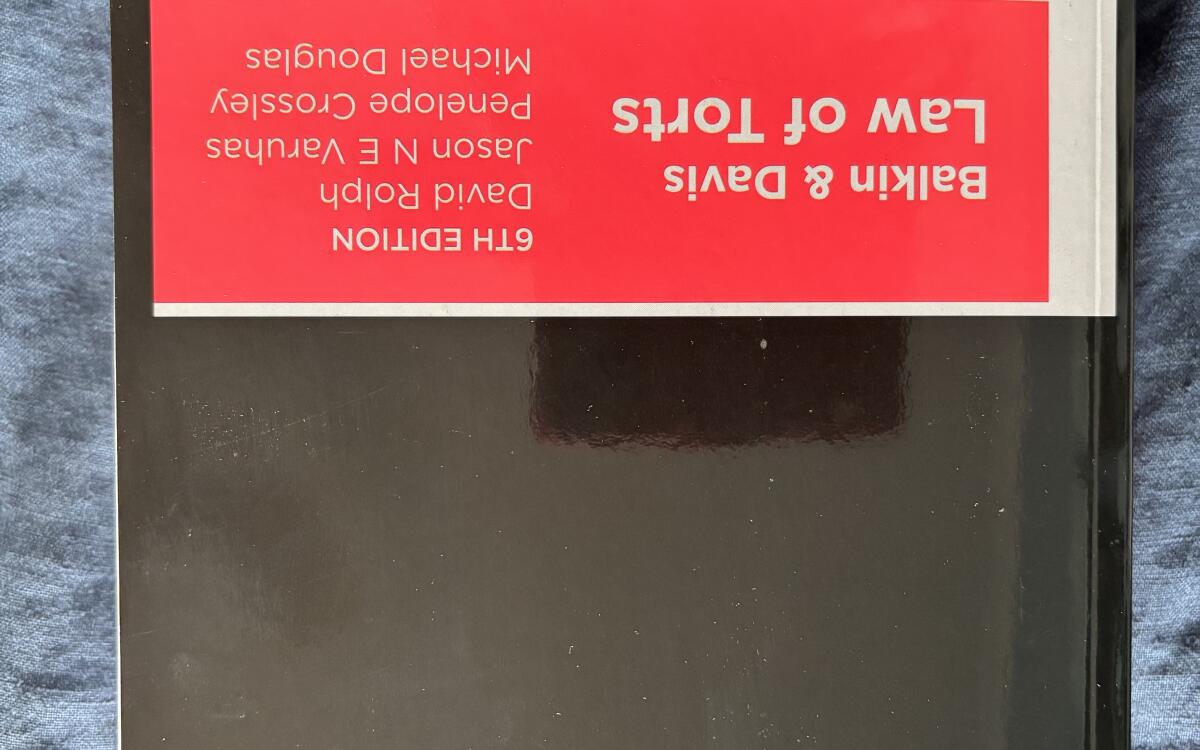 Balkin & Davis
Law of Torts
6TH EDITION
David Rolph
Jason N E Varuhas
Penelope Crossley
Michael Douglas